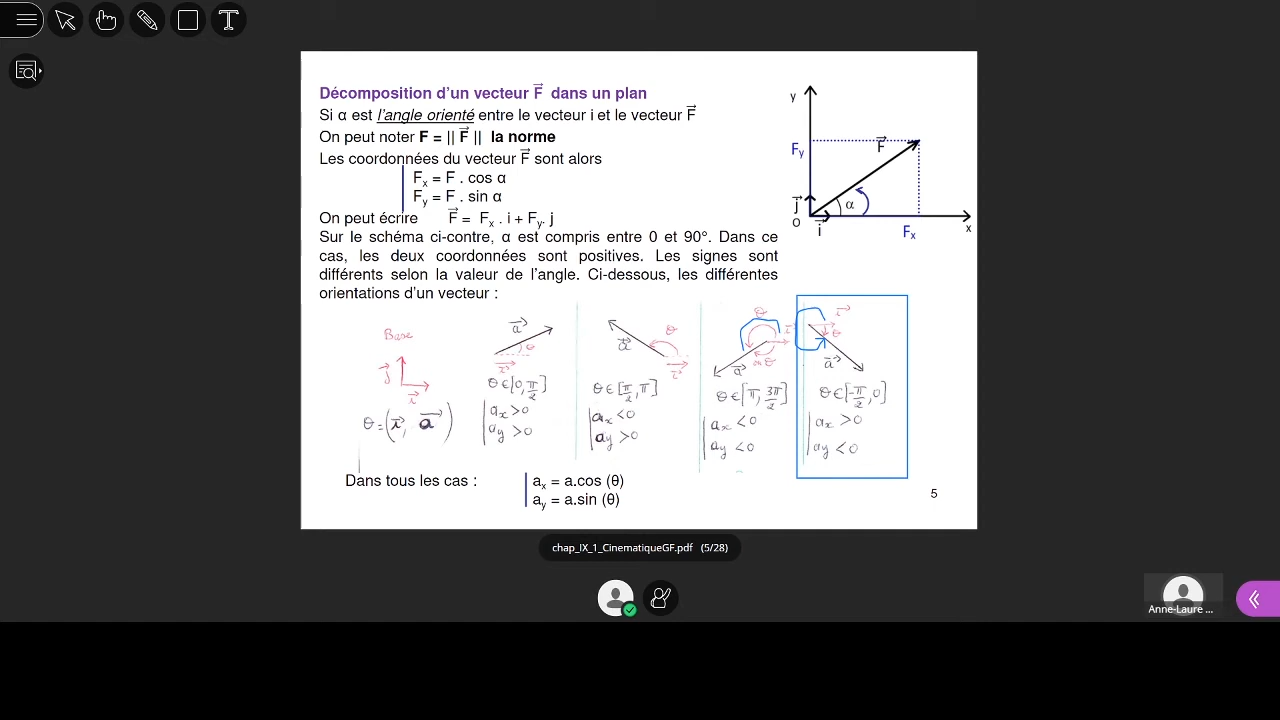 Décomposition d'un vecteur F⃗ dans un plan
Si α est l'angle orienté entre le vecteur i et le vecteur F⃗
On peut noter F = || F⃗ || la norme
Les coordonnées du vecteur F⃗ sont alors
Fx = F . cos α
Fy = F . sin α
On peut écrire F⃗ = Fx . i + Fy. j
Sur le schéma ci-contre, α est compris entre 0 et 90°. Dans ce
cas, les deux coordonnées sont positives. Les signes sont
différents selon la valeur de l'angle. Ci-dessous, les différentes
orientations d'un vecteur :
y
Fy
F⃗
j⃗
α
O
i⃗
Fx
x
Base
j⃗
i⃗
θ = (i⃗, a⃗)
a⃗
θ
i⃗
θ ∈ [0, π/2]
ax > 0
ay > 0
θ
a⃗
i⃗
θ ∈ [π/2, π]
ax < 0
ay > 0
θ
i⃗
θ
a⃗
θ ∈ [π, 3π/2]
ax < 0
ay < 0
i⃗
θ
a⃗
θ ∈ [-π/2, 0]
ax > 0
ay < 0
Dans tous les cas :
ax = a.cos (θ)
ay = a.sin (θ)
5
chap_IX_1_CinematiqueGF.pdf (5/28)
Anne-Laure ...